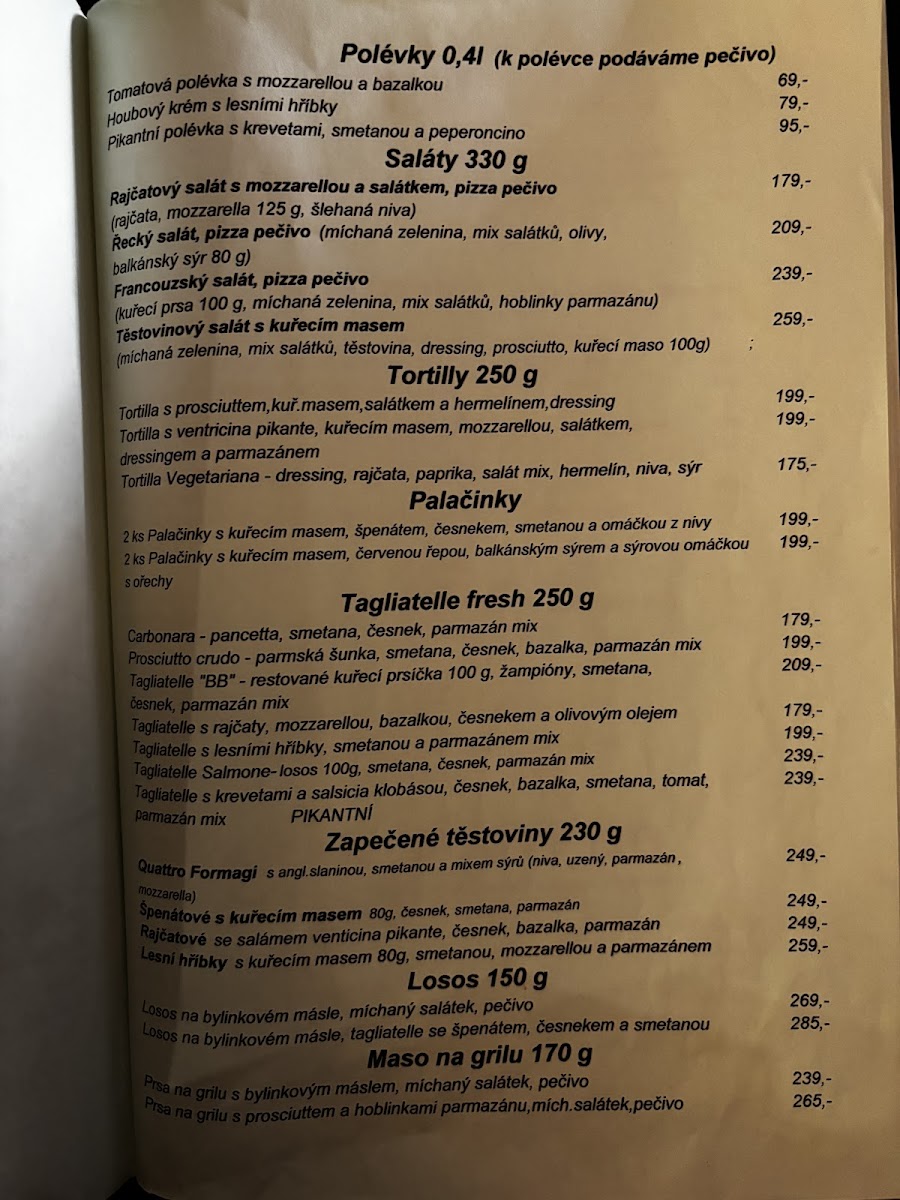 Polévky 0,4l (k polévce podáváme pečivo)
Tomatová polévka s mozzarellou a bazalkou 69,-
Houbový krém s lesními hříbky 79,-
Pikantní polévka s krevetami, smetanou a peperoncino 95,-
Saláty 330 g
Rajčatový salát s mozzarellou a salátkem, pizza pečivo 179,-
(rajčata, mozzarella 125 g, šlehaná niva)
Řecký salát, pizza pečivo (míchaná zelenina, mix salátků, olivy, 209,-
balkánský sýr 80 g)
Francouzský salát, pizza pečivo 239,-
(kuřecí prsa 100 g, míchaná zelenina, mix salátků, hoblinky parmazánu)
Těstovinový salát s kuřecím masem 259,-
(míchaná zelenina, mix salátků, těstovina, dressing, prosciutto, kuřecí maso 100g) ;
Tortilly 250 g
Tortilla s prosciuttem,kuř.masem,salátkem a hermelínem,dressing 199,-
Tortilla s ventricina pikante, kuřecím masem, mozzarellou, salátkem, 199,-
dressingem a parmazánem
Tortilla Vegetariana - dressing, rajčata, paprika, salát mix, hermelín, niva, sýr 175,-
Palačinky
2 ks Palačinky s kuřecím masem, špenátem, česnekem, smetanou a omáčkou z nivy 199,-
2 ks Palačinky s kuřecím masem, červenou řepou, balkánským sýrem a sýrovou omáčkou 199,-
s ořechy
Tagliatelle fresh 250 g
Carbonara - pancetta, smetana, česnek, parmazán mix 179,-
Prosciutto crudo - parmská šunka, smetana, česnek, bazalka, parmazán mix 199,-
Tagliatelle "BB" - restované kuřecí prsíčka 100 g, žampióny, smetana, 209,-
česnek, parmazán mix
Tagliatelle s rajčaty, mozzarellou, bazalkou, česnekem a olivovým olejem 179,-
Tagliatelle s lesními hříbky, smetanou a parmazánem mix 199,-
Tagliatelle Salmone-losos 100g, smetana, česnek, parmazán mix 239,-
Tagliatelle s krevetami a salsicia klobásou, česnek, bazalka, smetana, tomat, 239,-
parmazán mix PIKANTNÍ
Zapečené těstoviny 230 g
Quattro Formagi s angl.slaninou, smetanou a mixem sýrů (niva, uzený, parmazán, 249,-
mozzarella)
Špenátové s kuřecím masem 80g, česnek, smetana, parmazán 249,-
Rajčatové se salámem venticina pikante, česnek, bazalka, parmazán 249,-
Lesní hříbky s kuřecím masem 80g, smetanou, mozzarellou a parmazánem 259,-
Losos 150 g
Losos na bylinkovém másle, míchaný salátek, pečivo 269,-
Losos na bylinkovém másle, tagliatelle se špenátem, česnekem a smetanou 285,-
Maso na grilu 170 g
Prsa na grilu s bylinkovým máslem, míchaný salátek, pečivo 239,-
Prsa na grilu s prosciuttem a hoblinkami parmazánu,mích.salátek,pečivo 265,-